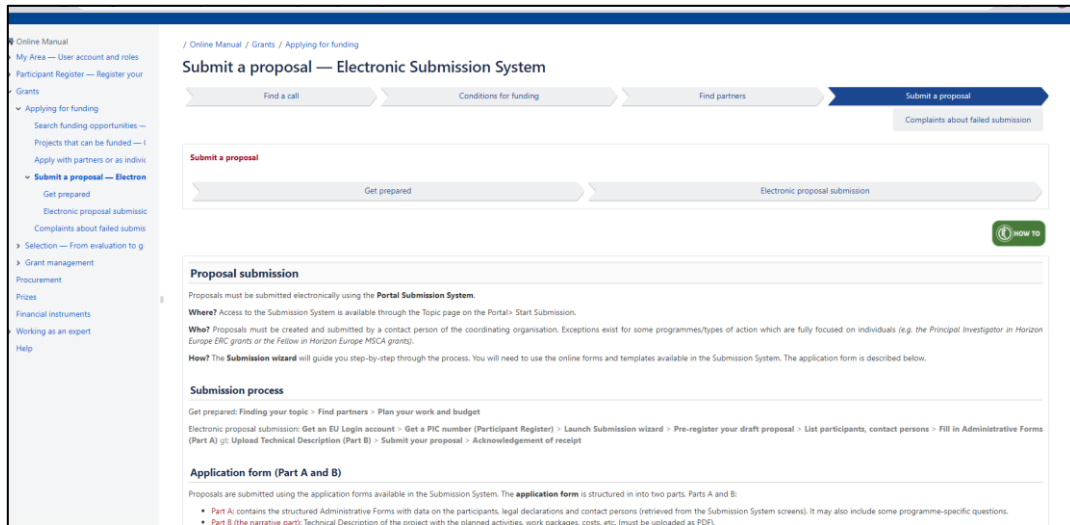 Online Manual
My Area — User account and roles
Participant Register — Register your
Grants
Applying for funding
Search funding opportunities —
Projects that can be funded —
Apply with partners or as individ
Submit a proposal — Electron
Get prepared
Electronic proposal submissic
Complaints about failed submis
Selection — From evaluation to g
Grant management
Procurement
Prizes
Financial instruments
Working as an expert
Help
/ Online Manual / Grants / Applying for funding
Submit a proposal — Electronic Submission System
Find a call
Conditions for funding
Find partners
Submit a proposal
Complaints about failed submission
Submit a proposal
Get prepared
Electronic proposal submission
HOW TO
Proposal submission
Proposals must be submitted electronically using the Portal Submission System.
Where? Access to the Submission System is available through the Topic page on the Portal> Start Submission.
Who? Proposals must be created and submitted by a contact person of the coordinating organisation. Exceptions exist for some programmes/types of action which are fully focused on individuals (e.g. the Principal Investigator in Horizon
Europe ERC grants or the Fellow in Horizon Europe MSCA grants).
How? The Submission wizard will guide you step-by-step through the process. You will need to use the online forms and templates available in the Submission System. The application form is described below.
Submission process
Get prepared: Finding your topic > Find partners > Plan your work and budget
Electronic proposal submission: Get an EU Login account > Get a PIC number (Participant Register) > Launch Submission wizard > Pre-register your draft proposal > List participants, contact persons > Fill in Administrative Forms
(Part A) gt; Upload Technical Description (Part B) > Submit your proposal > Acknowledgement of receipt
Application form (Part A and B)
Proposals are submitted using the application forms available in the Submission System. The application form is structured in into two parts. Parts A and B:
• Part A: contains the structured Administrative Forms with data on the participants, legal declarations and contact persons (retrieved from the Submission System screens). It may also include some programme-specific questions.
• Part B (the narrative part): Technical Description of the project with the planned activities, work packages, costs, etc. (must be uploaded as PDF).